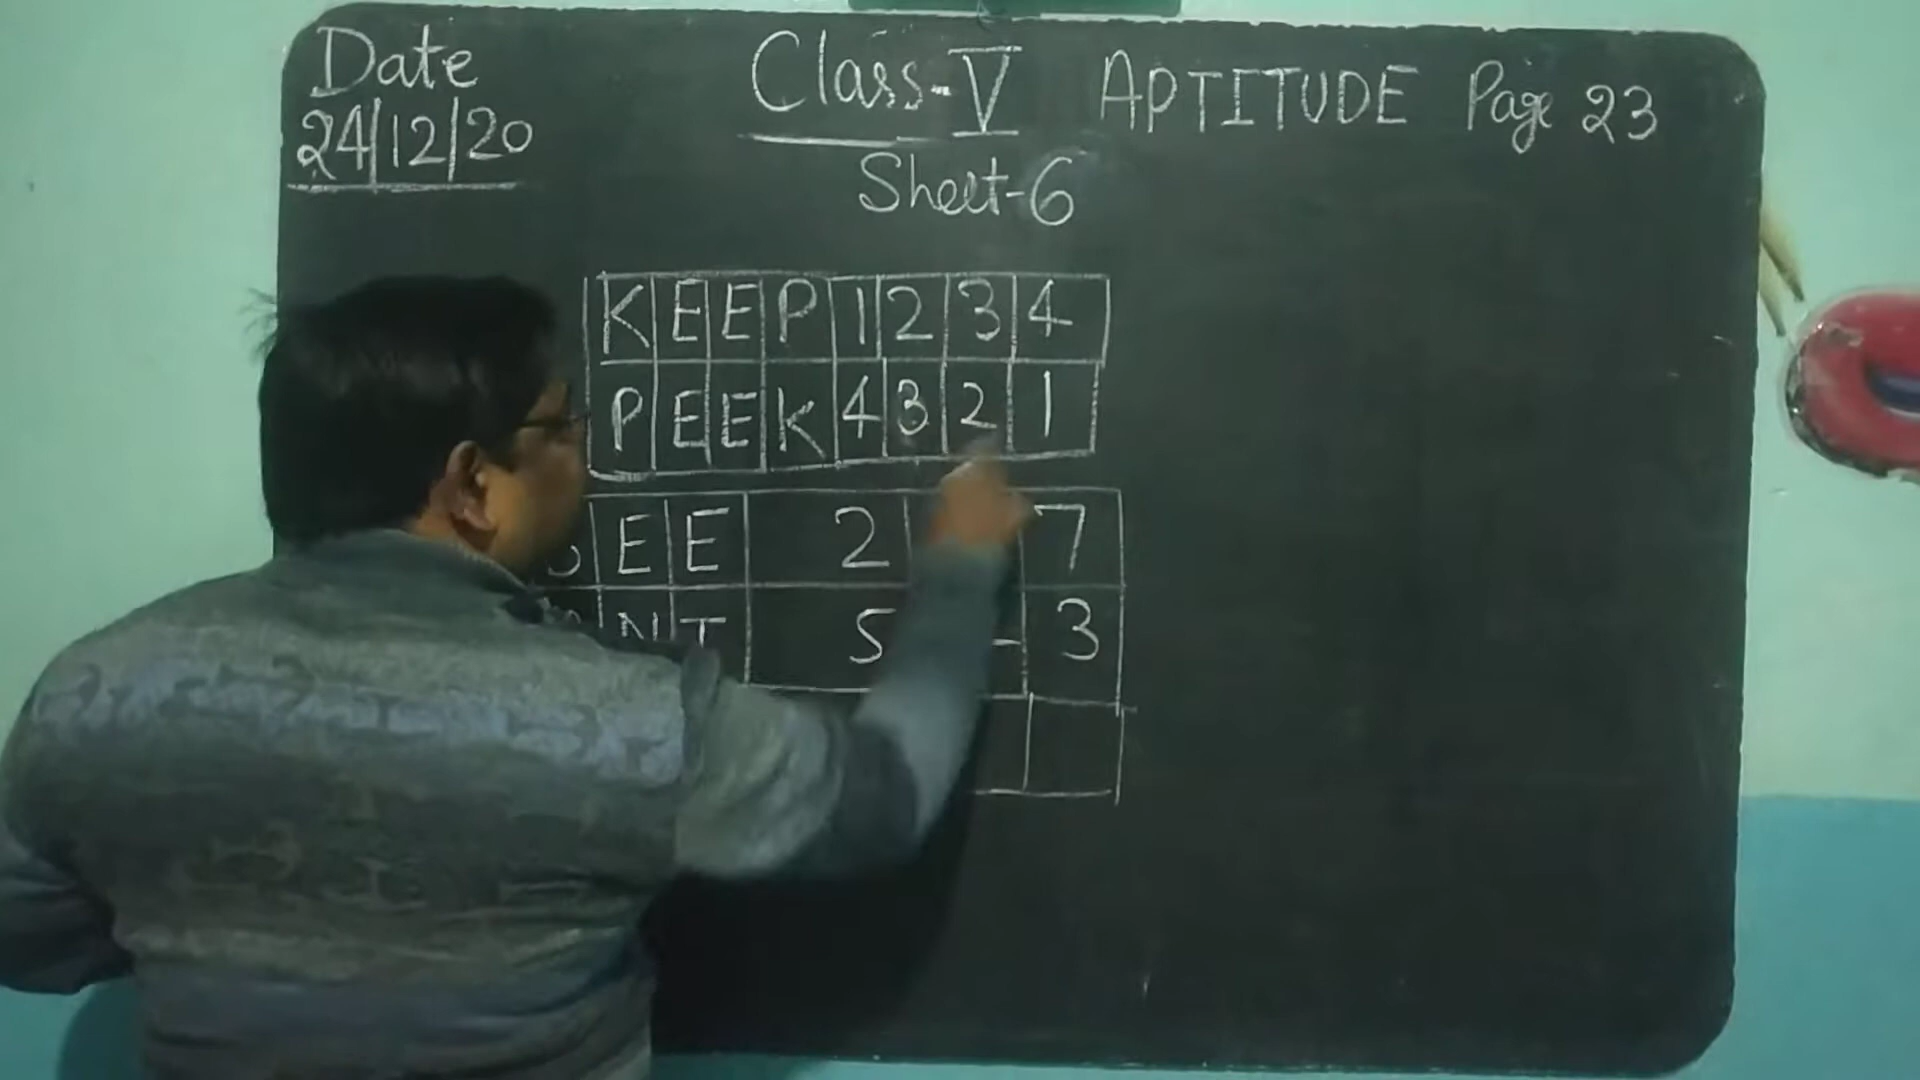 Date
24/12/20
Class-V APTITUDE Page 23
Sheet-6
K E E P 1 2 3 4
P E E K 4 3 2 1
E E 2 7
N T 5 3